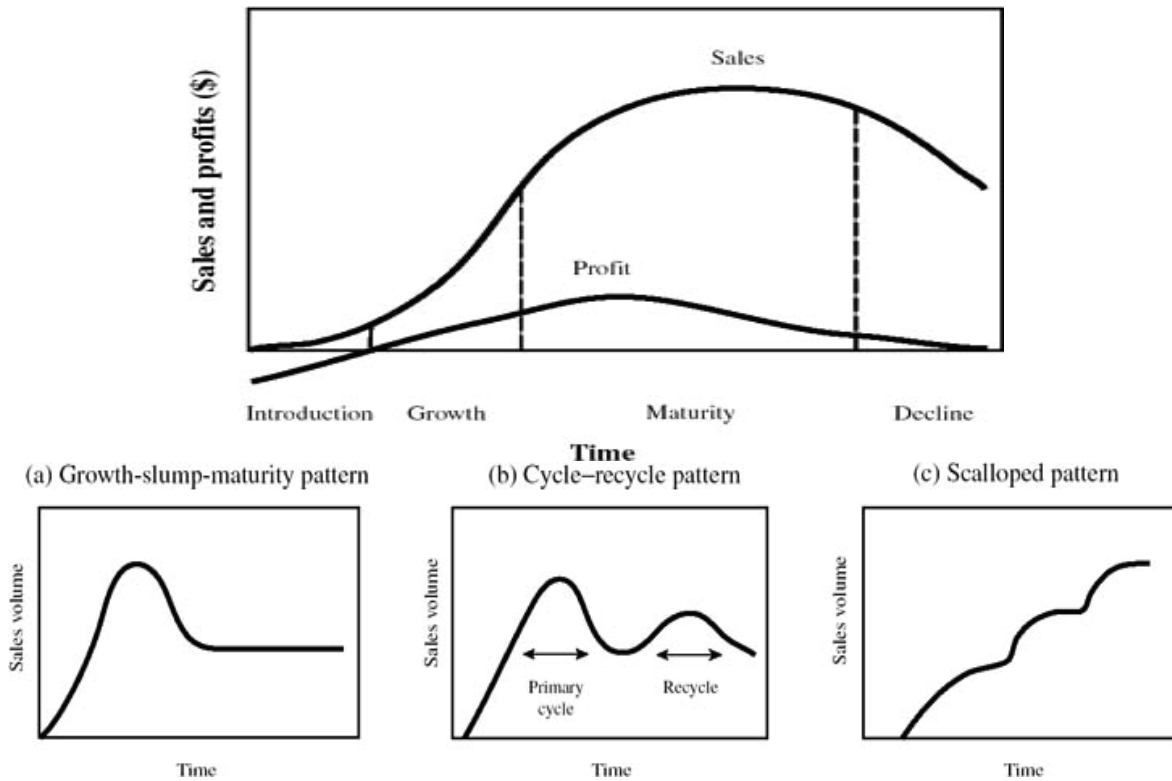 Sales and profits ($)
Sales
Profit
Introduction Growth Maturity Decline
Time
(a) Growth-slump-maturity pattern
Sales volume
Time
(b) Cycle–recycle pattern
Sales volume
Primary
cycle
Recycle
Time
(c) Scalloped pattern
Sales volume
Time